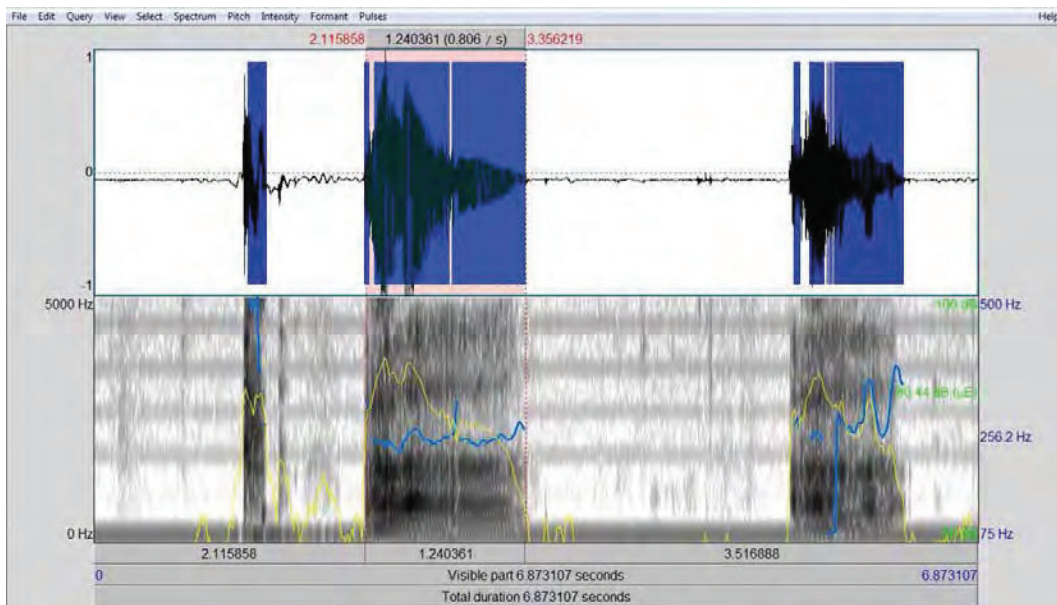 File Edit Query View Select Spectrum Pitch Intensity Formant Pulses Help
2.115858 1.240361 (0.806 / s) 3.356219
1
0
-1
5000 Hz 100 dB 500 Hz
256.2 Hz
0 Hz 75 Hz
2.115858 1.240361 3.516888
0 Visible part 6.873107 seconds 6.873107
Total duration 6.873107 seconds